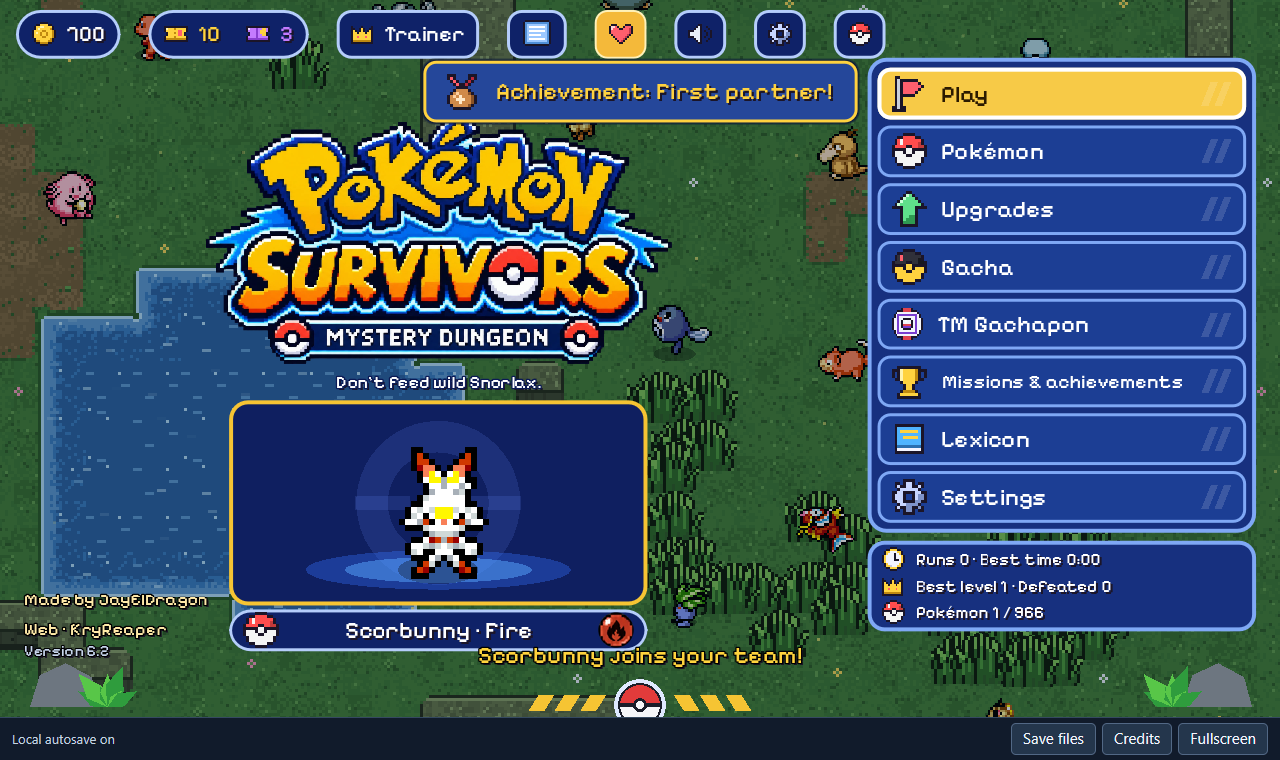 700
10
3
Trainer
Achievement: First partner!
POKéMON
SURVIVORS
MYSTERY DUNGEON
Don't feed wild Snorlax.
Scorbunny · Fire
Scorbunny joins your team!
Made by JayElDragon
Web · KryReaper
Version 6.2
Play
Pokémon
Upgrades
Gacha
TM Gachapon
Missions & achievements
Lexicon
Settings
Runs 0 · Best time 0:00
Best level 1 · Defeated 0
Pokémon 1 / 966
Local autosave on
Save files
Credits
Fullscreen